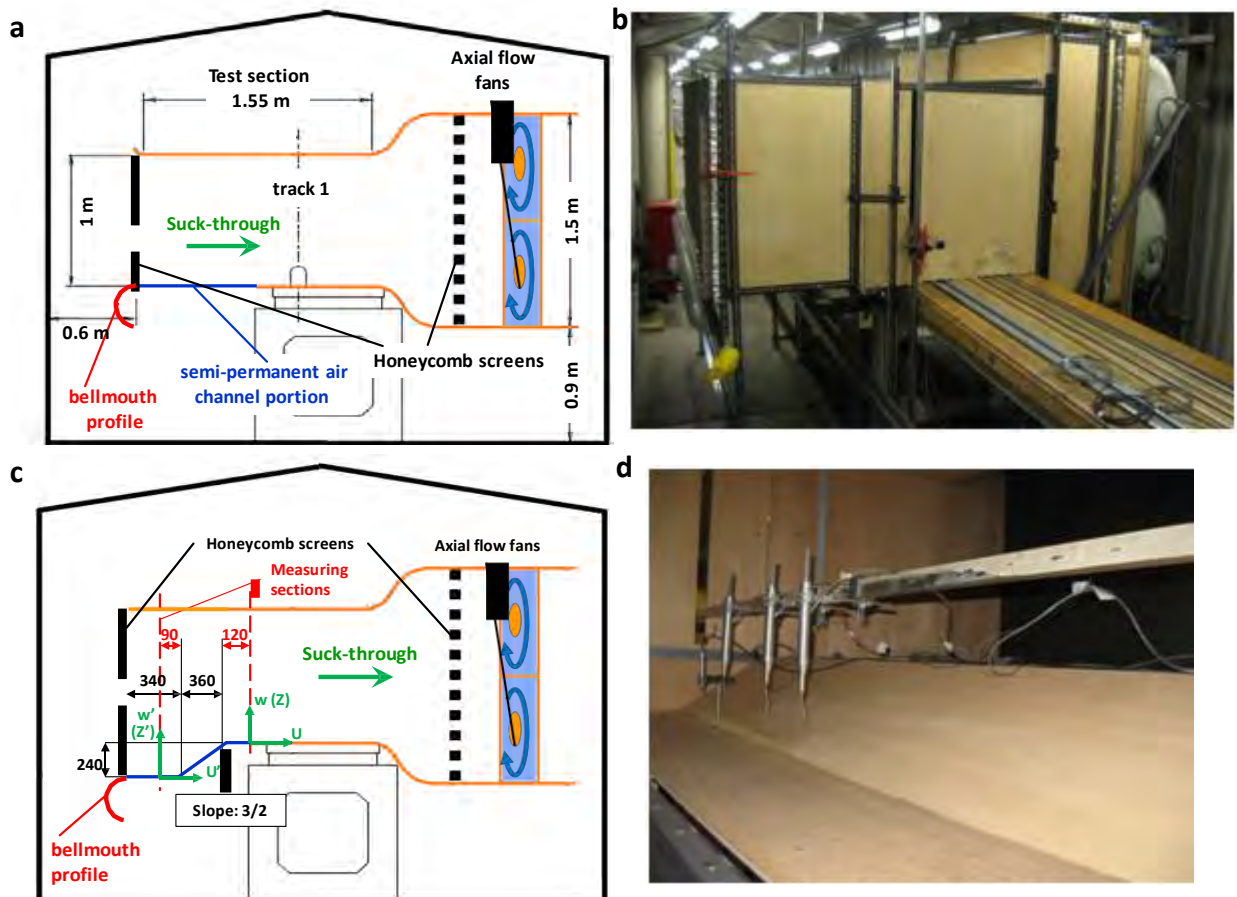 a
Test section
1.55 m
Axial flow
fans
track 1
1 m
Suck-through
1.5 m
0.6 m
Honeycomb screens
semi-permanent air
channel portion
bellmouth
profile
0.9 m
b
c
Honeycomb screens
Axial flow fans
Measuring
sections
90
120
Suck-through
340
360
w (Z)
w’
(Z’)
U
240
U’
Slope: 3/2
bellmouth
profile
d